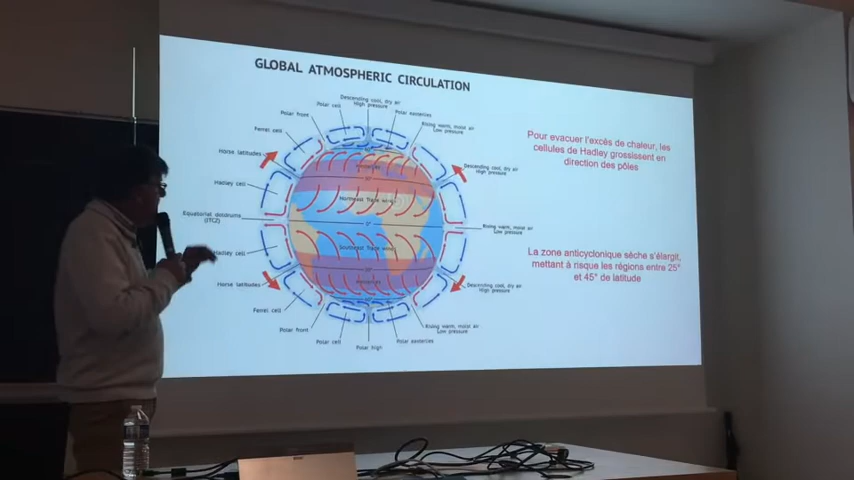 GLOBAL ATMOSPHERIC CIRCULATION
Descending cool, dry air
High pressure
Polar cell
Polar easterlies
Polar front
Rising warm, moist air
Low pressure
Ferrel cell
Horse latitudes
Descending cool, dry air
High pressure
Hadley cell
Northeast Trade winds
Equatorial doldrums
(ITCZ)
0°
Rising warm, moist air
Low pressure
Hadley cell
Southeast Trade winds
Horse latitudes
Descending cool, dry air
High pressure
Ferrel cell
Rising warm, moist air
Low pressure
Polar front
Polar cell
Polar high
Polar easterlies
Pour evacuer l'excés de chaleur, les
cellules de Hadley grossissent en
direction des pôles
La zone anticyclonique sèche s'élargit,
mettant à risque les régions entre 25°
et 45° de latitude